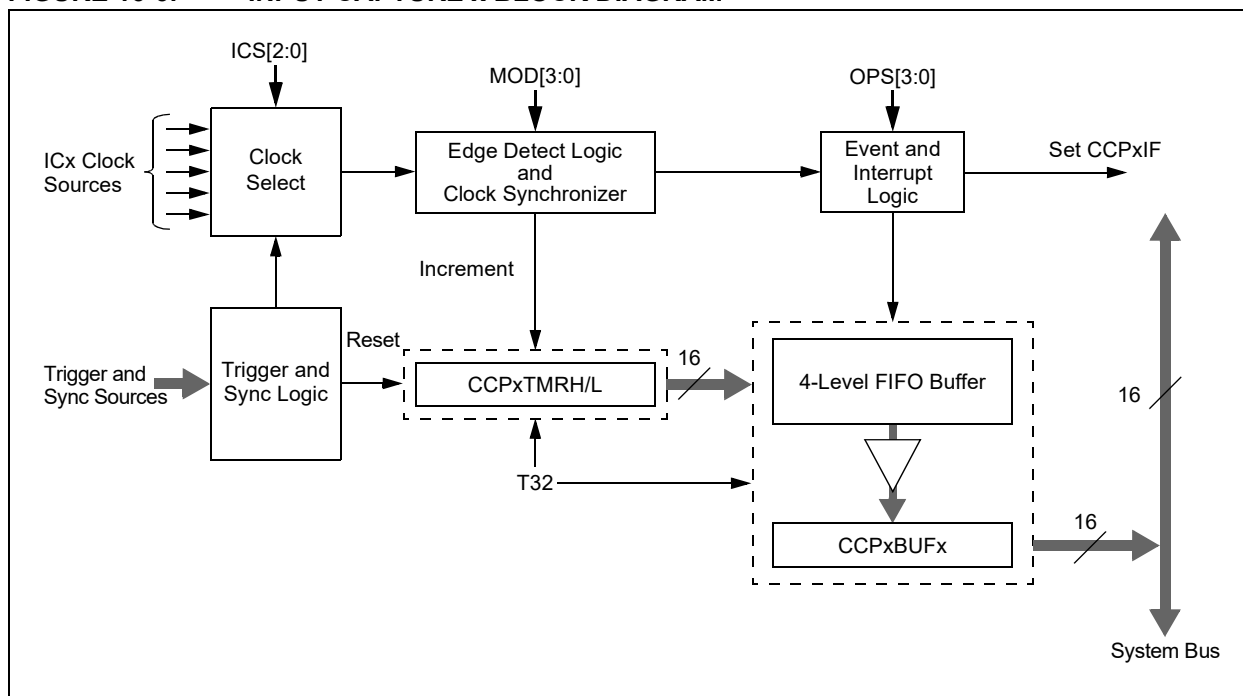 ICS[2:0]
MOD[3:0]
OPS[3:0]
ICx Clock
Sources
Clock
Select
Edge Detect Logic
and
Clock Synchronizer
Event and
Interrupt
Logic
Set CCPxIF
Increment
Reset
Trigger and
Sync Sources
Trigger and
Sync Logic
CCPxTMRH/L
16
4-Level FIFO Buffer
16
T32
CCPxBUFx
16
System Bus